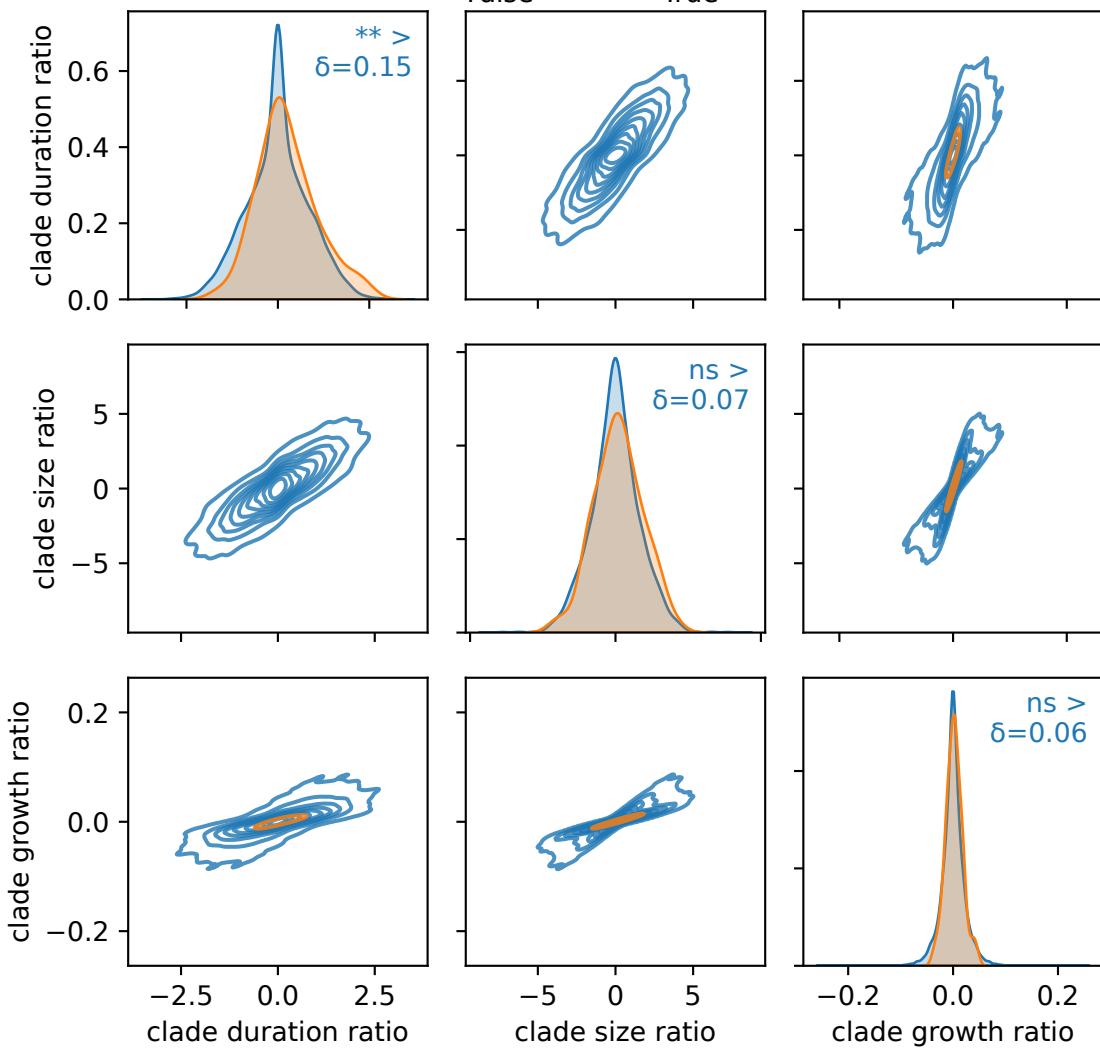 True
clade duration ratio
0.6
0.4
0.2
0.0
** >
δ=0.15
clade size ratio
5
0
−5
ns >
δ=0.07
clade growth ratio
0.2
0.0
−0.2
ns >
δ=0.06
−2.5
0.0
2.5
−5
0
5
−0.2
0.0
0.2
clade duration ratio
clade size ratio
clade growth ratio